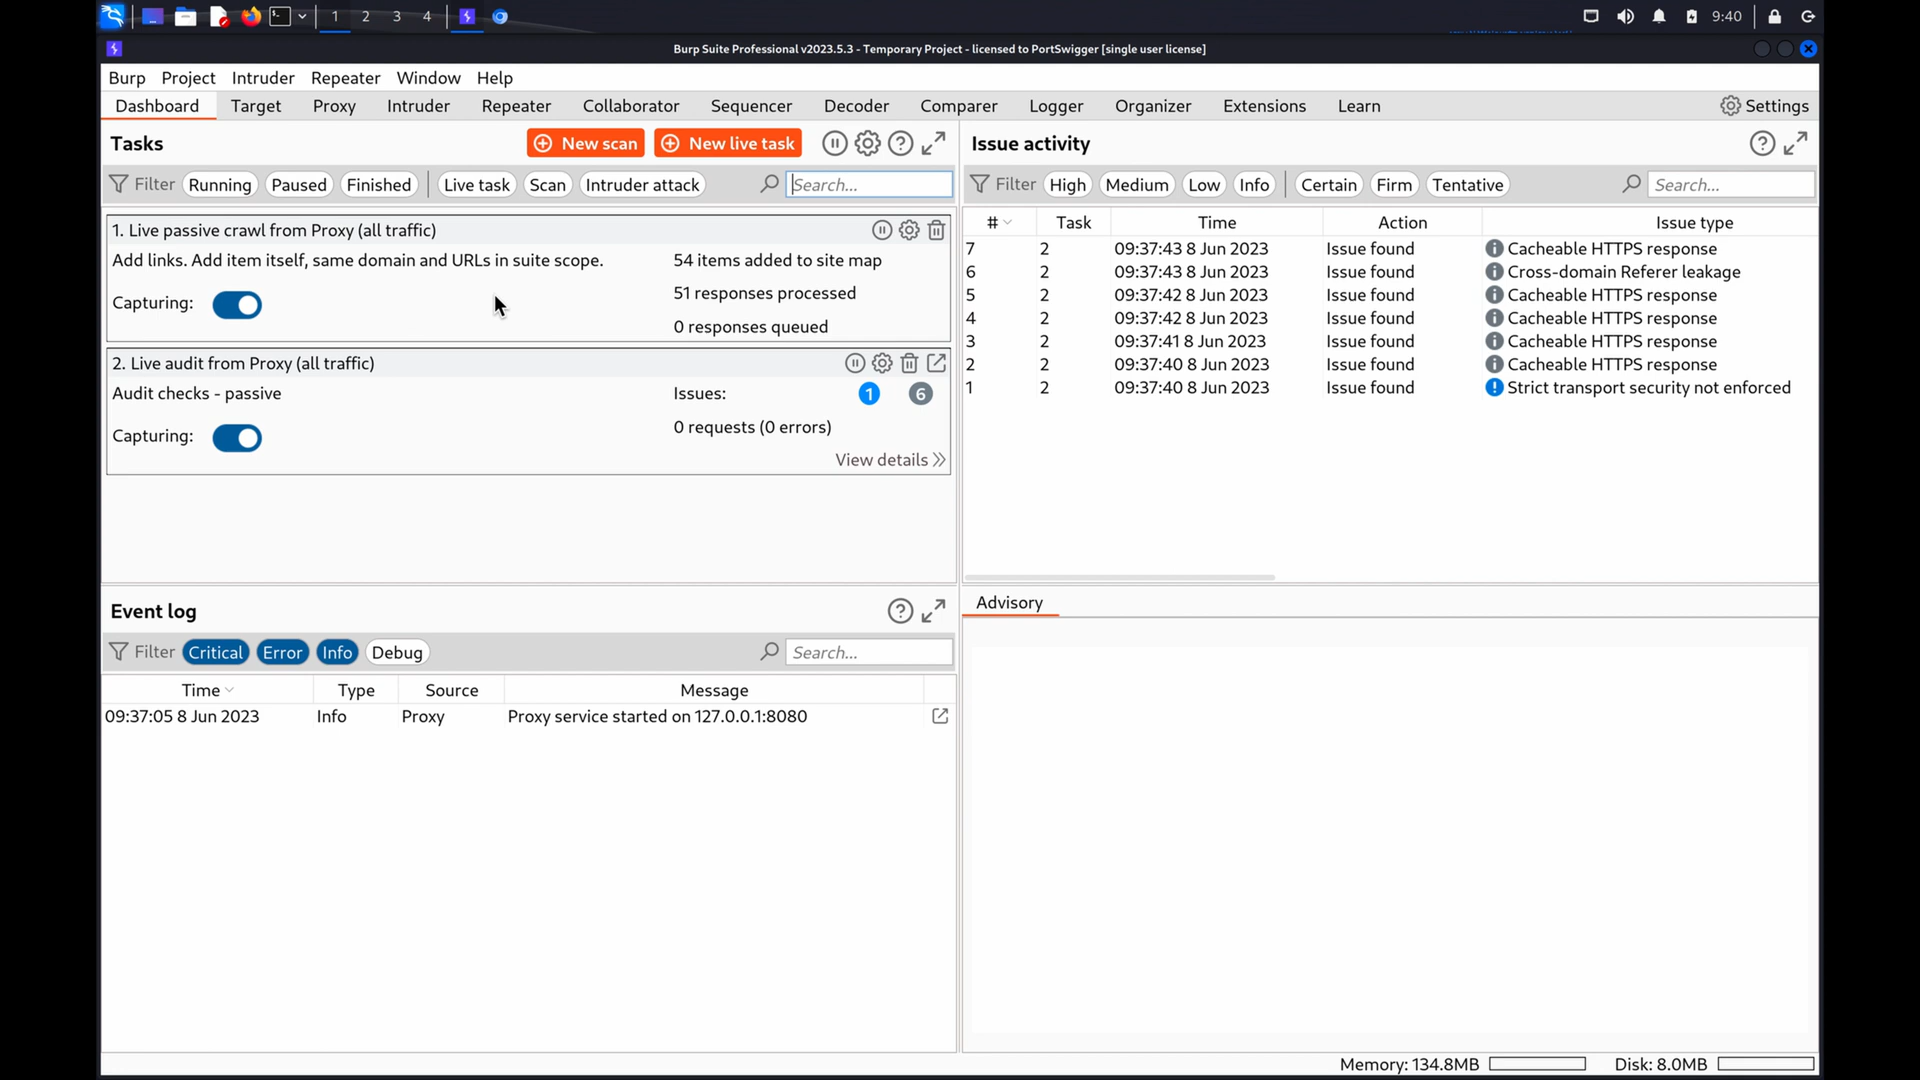 1 2 3 4 9:40
Burp Suite Professional v2023.5.3 - Temporary Project - licensed to PortSwigger [single user license]
Burp Project Intruder Repeater Window Help
Dashboard Target Proxy Intruder Repeater Collaborator Sequencer Decoder Comparer Logger Organizer Extensions Learn Settings
Tasks New scan New live task
Filter Running Paused Finished Live task Scan Intruder attack Search...
1. Live passive crawl from Proxy (all traffic)
Add links. Add item itself, same domain and URLs in suite scope. 54 items added to site map
51 responses processed
Capturing:
0 responses queued
2. Live audit from Proxy (all traffic)
Audit checks - passive Issues: 1 6
0 requests (0 errors)
Capturing:
View details
Issue activity
Filter High Medium Low Info Certain Firm Tentative Search...
# Task Time Action Issue type
7 2 09:37:43 8 Jun 2023 Issue found Cacheable HTTPS response
6 2 09:37:43 8 Jun 2023 Issue found Cross-domain Referer leakage
5 2 09:37:42 8 Jun 2023 Issue found Cacheable HTTPS response
4 2 09:37:42 8 Jun 2023 Issue found Cacheable HTTPS response
3 2 09:37:41 8 Jun 2023 Issue found Cacheable HTTPS response
2 2 09:37:40 8 Jun 2023 Issue found Cacheable HTTPS response
1 2 09:37:40 8 Jun 2023 Issue found Strict transport security not enforced
Event log
Filter Critical Error Info Debug Search...
Time Type Source Message
09:37:05 8 Jun 2023 Info Proxy Proxy service started on 127.0.0.1:8080
Advisory
Memory: 134.8MB Disk: 8.0MB